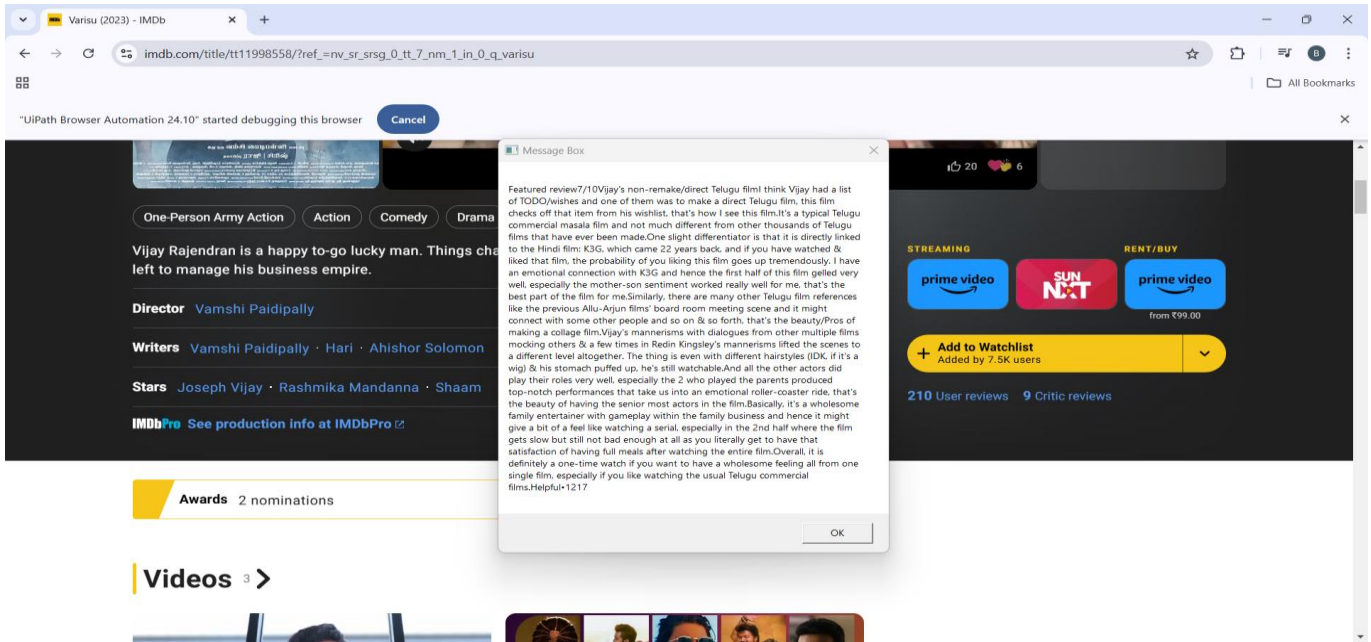 Varisu (2023) - IMDb
imdb.com/title/tt11998558/?ref_=nv_sr_srsg_0_tt_7_nm_1_in_0_q_varisu
B
All Bookmarks
"UiPath Browser Automation 24.10" started debugging this browser
Cancel
20
6
One-Person Army Action
Action
Comedy
Drama
Vijay Rajendran is a happy to-go lucky man. Things cha
left to manage his business empire.
Director Vamshi Paidipally
Writers Vamshi Paidipally · Hari · Ahishor Solomon
Stars Joseph Vijay · Rashmika Mandanna · Shaam
IMDbPro See production info at IMDbPro
Message Box
Featured review7/10Vijay's non-remake/direct Telugu filmI think Vijay had a list
of TODO/wishes and one of them was to make a direct Telugu film, this film
checks off that item from his wishlist, that's how I see this film.It's a typical Telugu
commercial masala film and not much different from other thousands of Telugu
films that have ever been made.One slight differentiator is that it is directly linked
to the Hindi film; K3G, which came 22 years back, and if you have watched &
liked that film, the probability of you liking this film goes up tremendously. I have
an emotional connection with K3G and hence the first half of this film gelled very
well, especially the mother-son sentiment worked really well for me, that's the
best part of the film for me.Similarly, there are many other Telugu film references
like the previous Allu-Arjun films' board room meeting scene and it might
connect with some other people and so on & so forth, that's the beauty/Pros of
making a collage film.Vijay's mannerisms with dialogues from other multiple films
mocking others & a few times in Redin Kingsley's mannerisms lifted the scenes to
a different level altogether. The thing is even with different hairstyles (IDK, if it's a
wig) & his stomach puffed up, he's still watchable.And all the other actors did
play their roles very well, especially the 2 who played the parents produced
top-notch performances that take us into an emotional roller-coaster ride, that's
the beauty of having the senior most actors in the film.Basically, it's a wholesome
family entertainer with gameplay within the family business and hence it might
give a bit of a feel like watching a serial, especially in the 2nd half where the film
gets slow but still not bad enough at all as you literally get to have that
satisfaction of having full meals after watching the entire film.Overall, it is
definitely a one-time watch if you want to have a wholesome feeling all from one
single film, especially if you like watching the usual Telugu commercial
films.Helpful•1217
OK
STREAMING
RENT/BUY
prime video
SUN NXT
prime video
from ₹99.00
Add to Watchlist
Added by 7.5K users
210 User reviews 9 Critic reviews
Awards 2 nominations
Videos 3